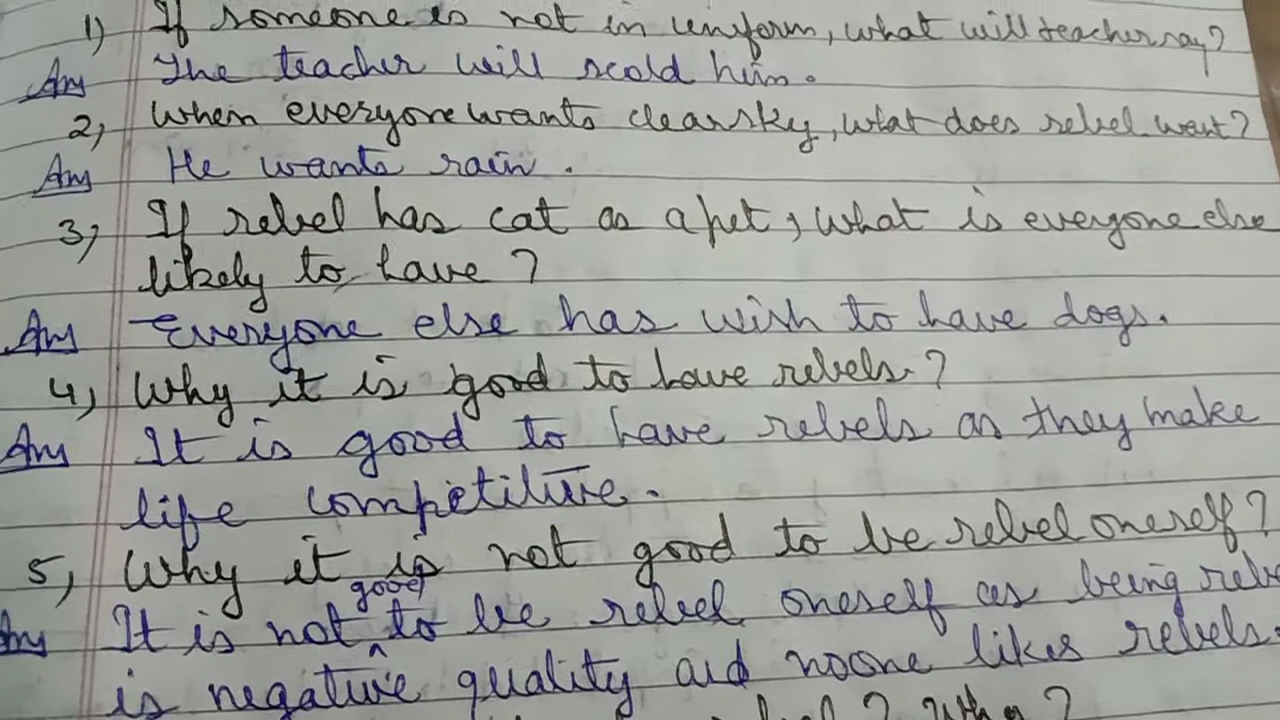 1) If someone is not in uniform, what will teacher say?
Ans The teacher will scold him.
2, When everyone wants clear sky, what does rebel want?
Ans He wants rain.
3, If rebel has cat as a pet, what is everyone else
likely to have?
Ans Everyone else has wish to have dogs.
4, Why it is good to have rebels?
Ans It is good to have rebels as they make
life competitive.
5, Why it is not good to be rebel oneself?
good
Ans It is not ^ to be rebel oneself as being
is negative quality and noone likes rebels.